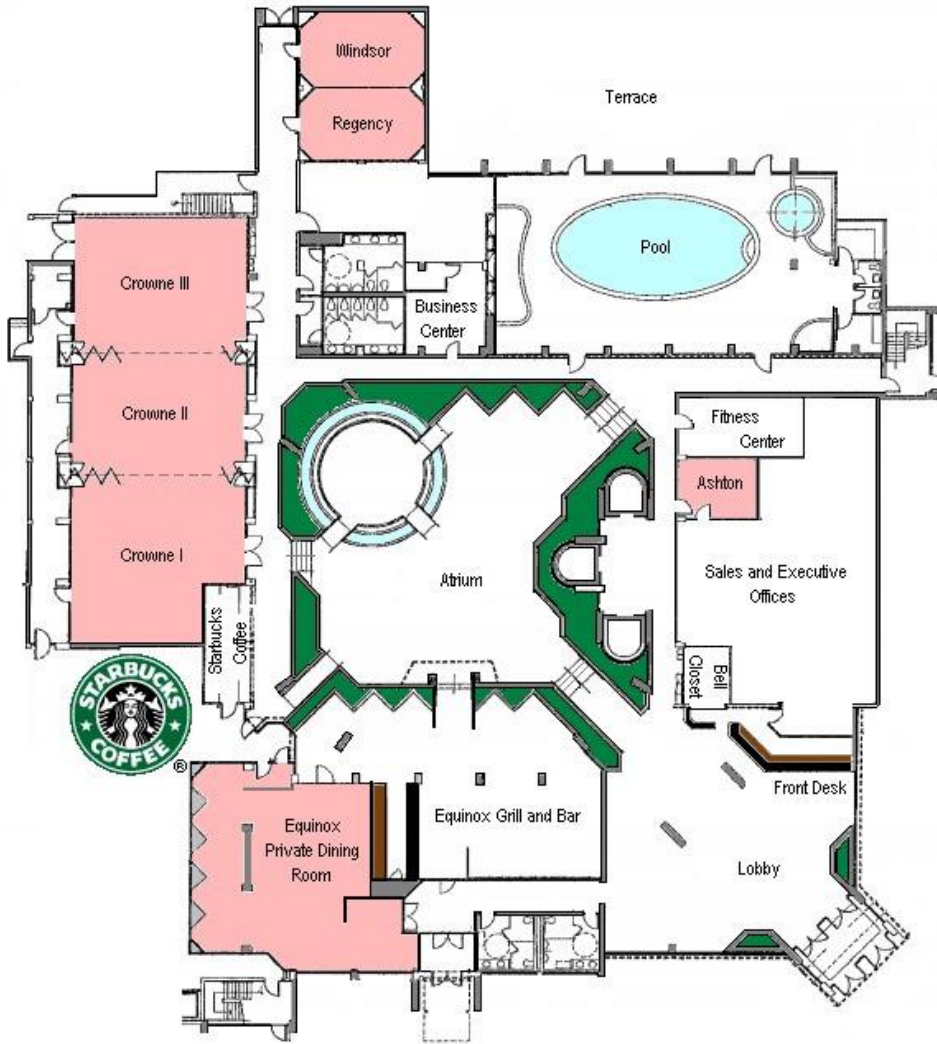 Windsor
Regency
Terrace
Pool
Crowne III
Business
Center
Crowne II
Fitness
Center
Ashton
Crowne I
Atrium
Sales and Executive
Offices
Starbucks
Coffee
Bell
Closet
STARBUCKS
COFFEE
®
Front Desk
Equinox
Private Dining
Room
Equinox Grill and Bar
Lobby